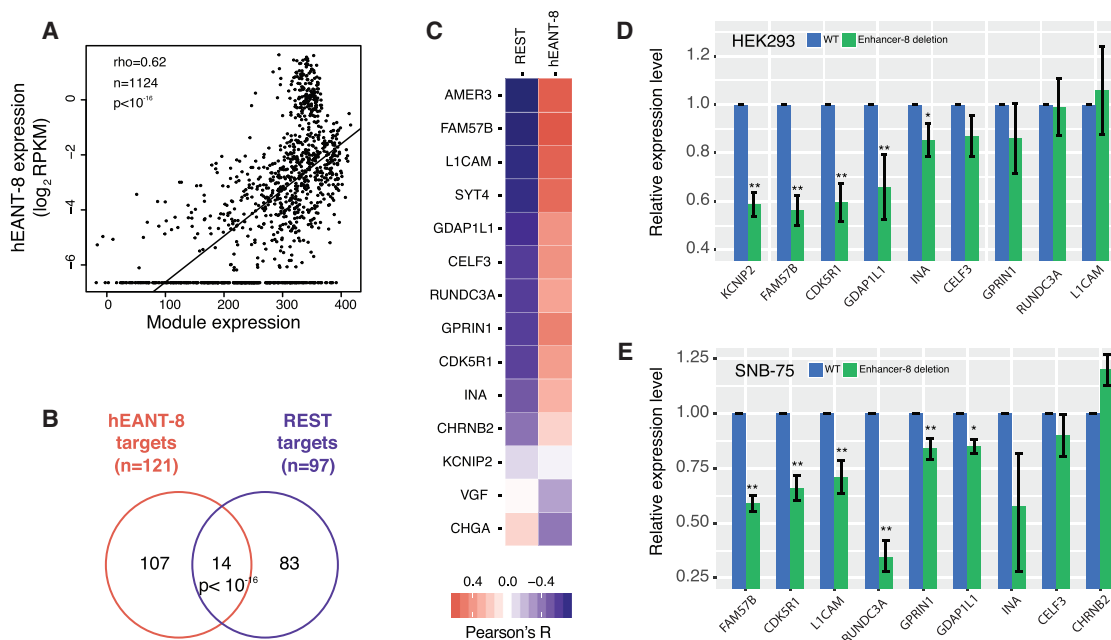 A
rho=0.62
n=1124
p<10⁻¹⁶
hEANT-8 expression
(log₂ RPKM)
0
−2
−4
−6
0 100 200 300 400
Module expression
B
hEANT-8
targets
(n=121)
REST
targets
(n=97)
107 14 83
p< 10⁻¹⁶
C
REST
hEANT-8
AMER3
FAM57B
L1CAM
SYT4
GDAP1L1
CELF3
RUNDC3A
GPRIN1
CDK5R1
INA
CHRNB2
KCNIP2
VGF
CHGA
0.4 0.0 −0.4
Pearson's R
D
HEK293 WT Enhancer-8 deletion
Relative expression level
1.2
1.0
0.8
0.6
0.4
** ** ** ** *
KCNIP2 FAM57B CDK5R1 GDAP1L1 INA CELF3 GPRIN1 RUNDC3A L1CAM
E
SNB-75 WT Enhancer-8 deletion
Relative expression level
1.25
1.00
0.75
0.50
0.25
** ** ** ** ** *
FAM57B CDK5R1 L1CAM RUNDC3A GPRIN1 GDAP1L1 INA CELF3 CHRNB2